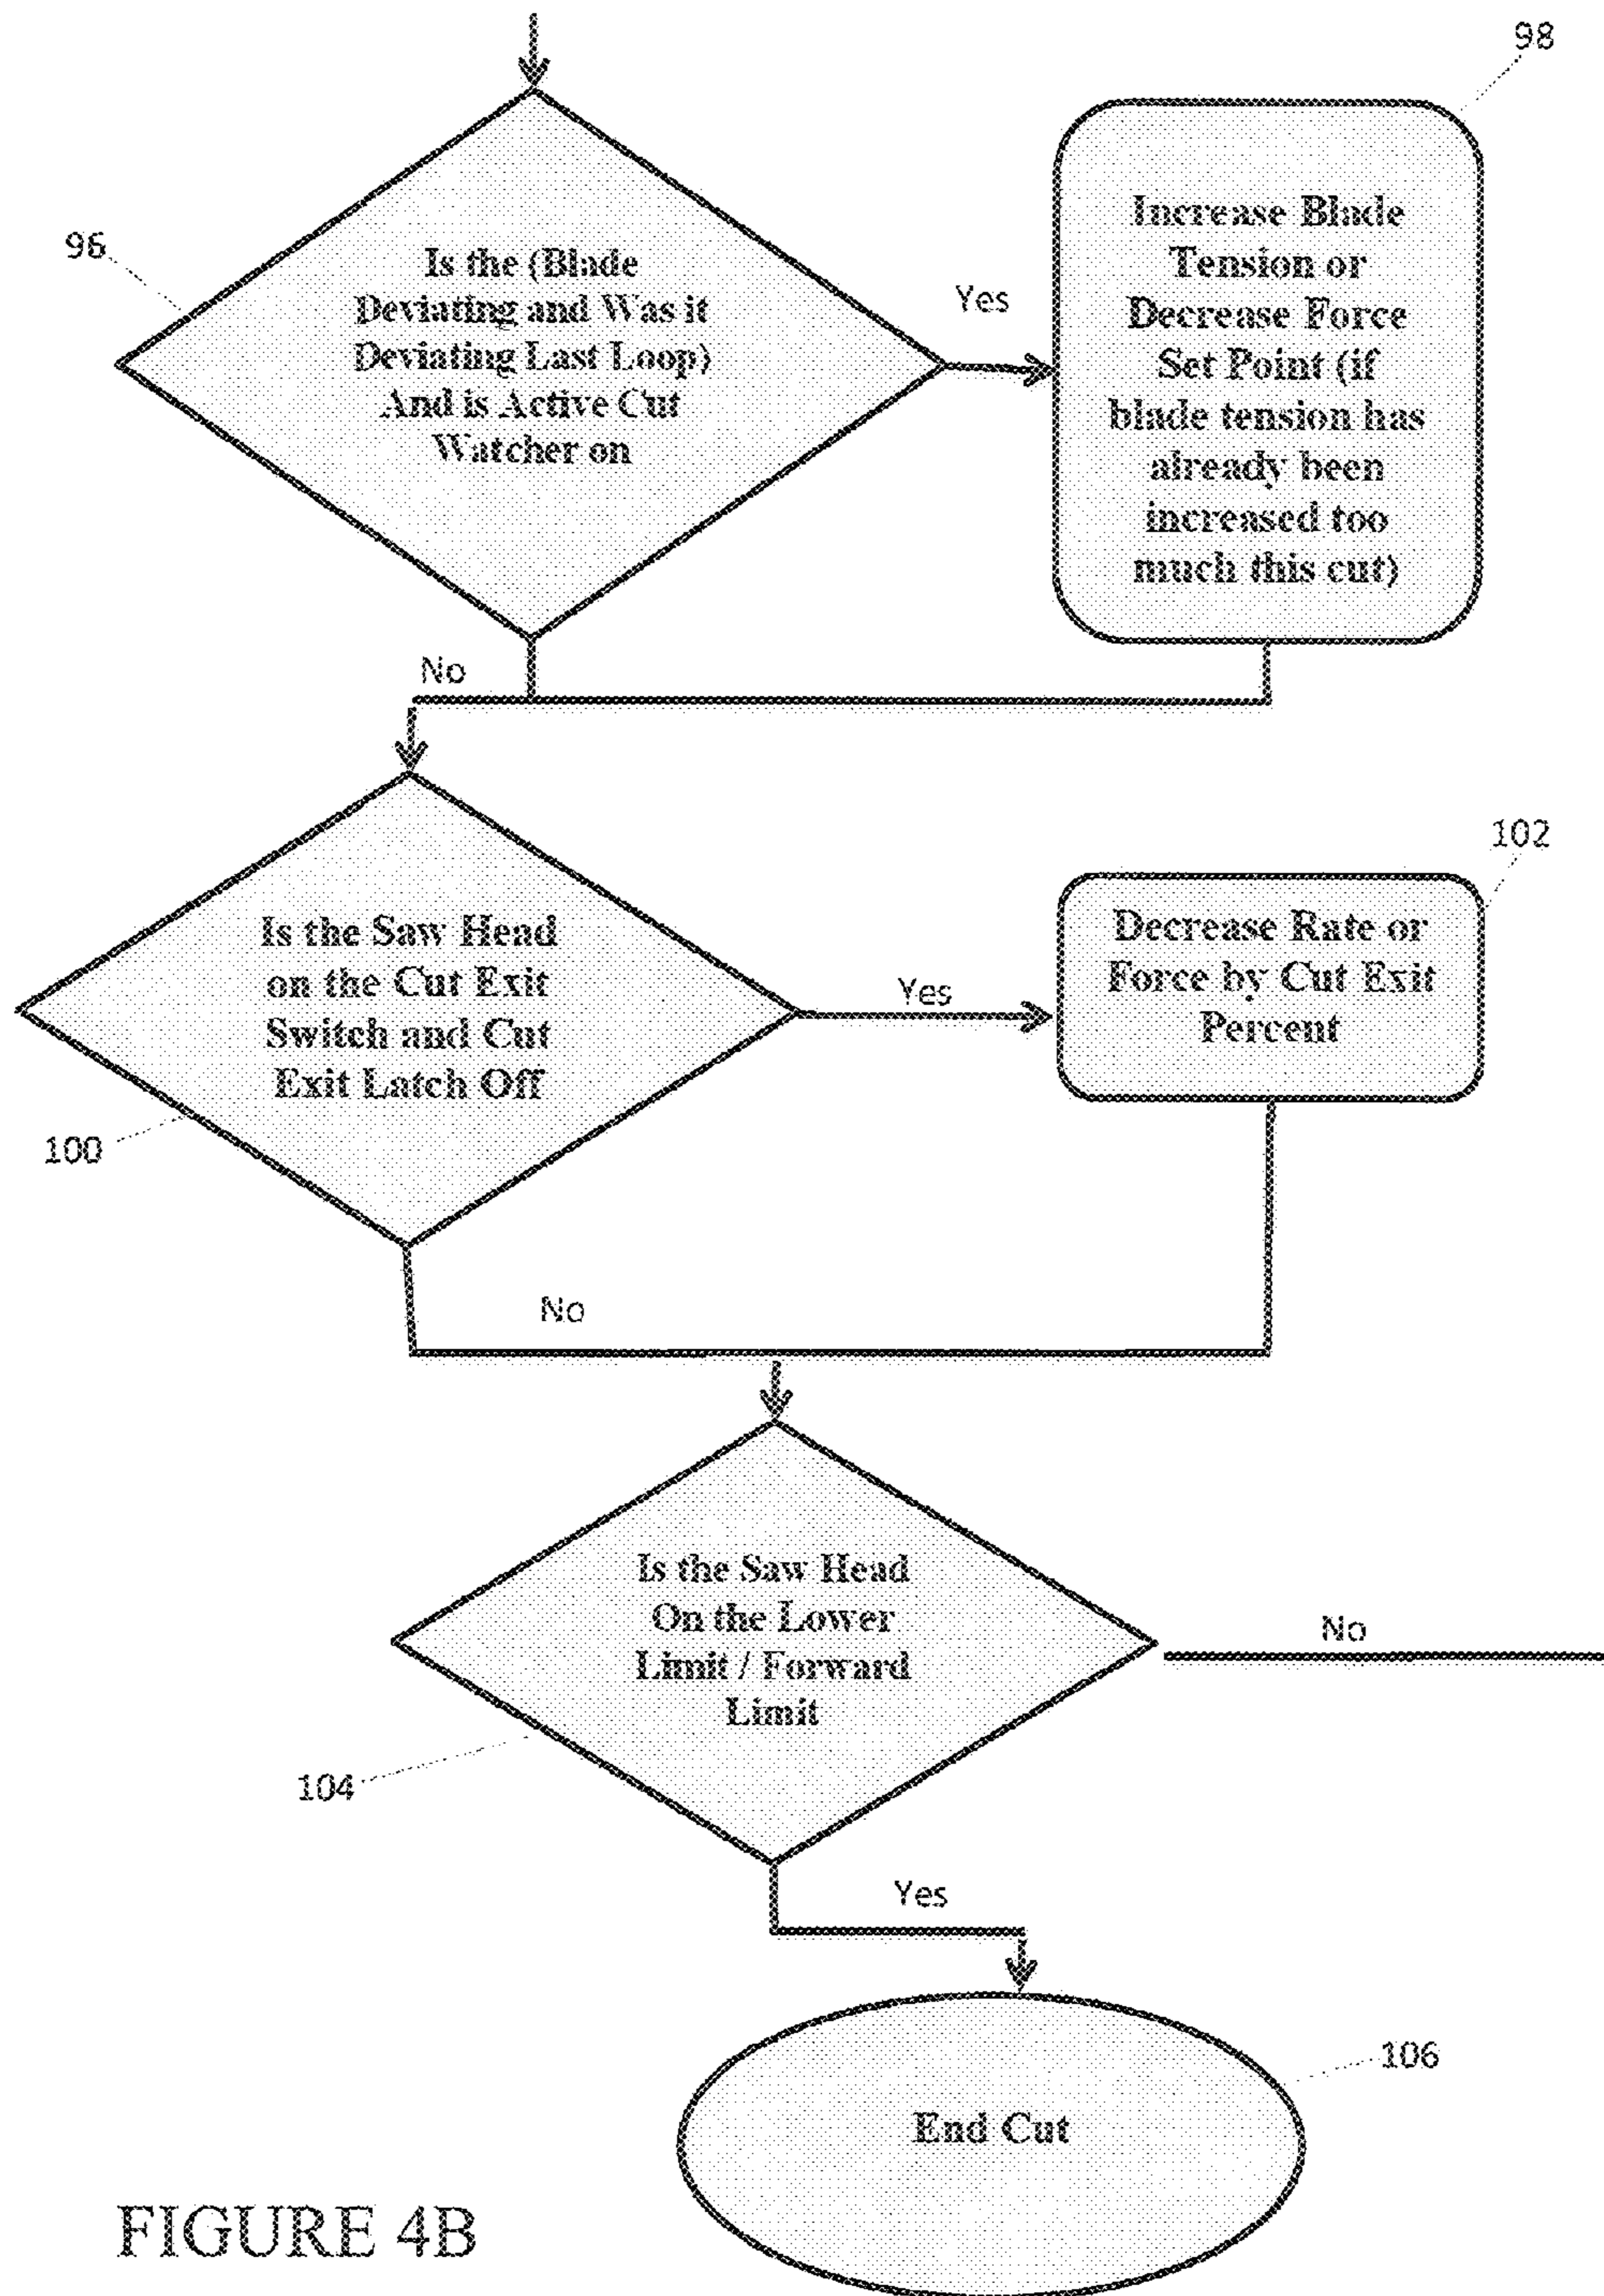 98
96
Is the (Blade
Deviating and Was it
Deviating Last Loop)
And is Active Cut
Watcher on
Yes
Increase Blade
Tension or
Decrease Force
Set Point (if
blade tension has
already been
increased too
much this cut)
No
102
Is the Saw Head
on the Cut Exit
Switch and Cut
Exit Latch Off
Yes
Decrease Rate or
Force by Cut Exit
Percent
100
No
Is the Saw Head
On the Lower
Limit / Forward
Limit
No
104
Yes
106
End Cut
FIGURE 4B